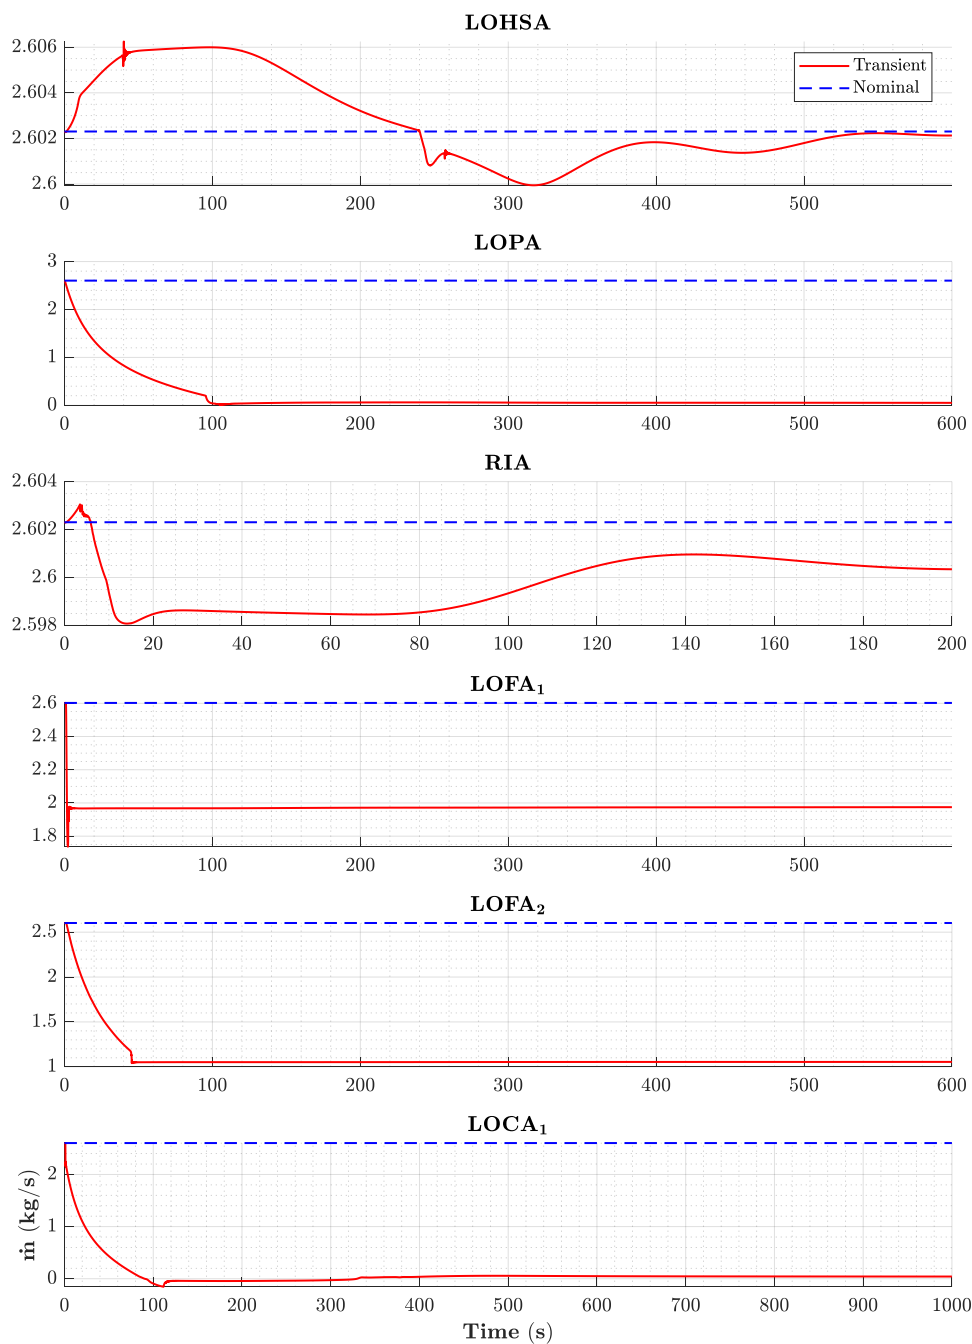 LOHSA
2.606
2.604
2.602
2.6
Transient
Nominal
0 100 200 300 400 500
LOPA
3
2
1
0
0 100 200 300 400 500 600
RIA
2.604
2.602
2.6
2.598
0 20 40 60 80 100 120 140 160 180 200
LOFA₁
2.6
2.4
2.2
2
1.8
0 100 200 300 400 500
LOFA₂
2.5
2
1.5
1
0 100 200 300 400 500 600
LOCA₁
2
1
0
ṁ (kg/s)
0 100 200 300 400 500 600 700 800 900 1000
Time (s)